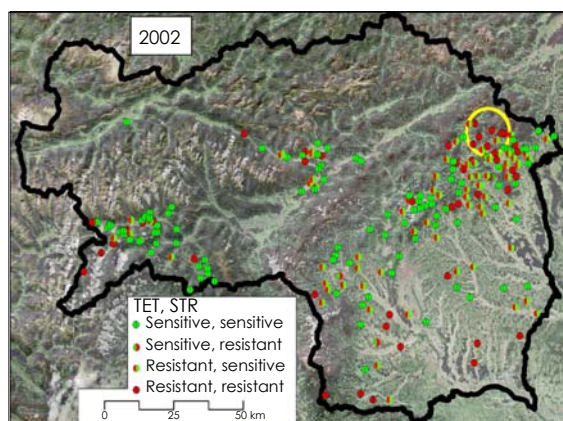 2002
TET, STR
Sensitive, sensitive
Sensitive, resistant
Resistant, sensitive
Resistant, resistant
0 25 50 km